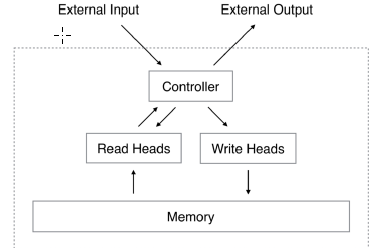 External Input External Output
Controller
Read Heads Write Heads
Memory